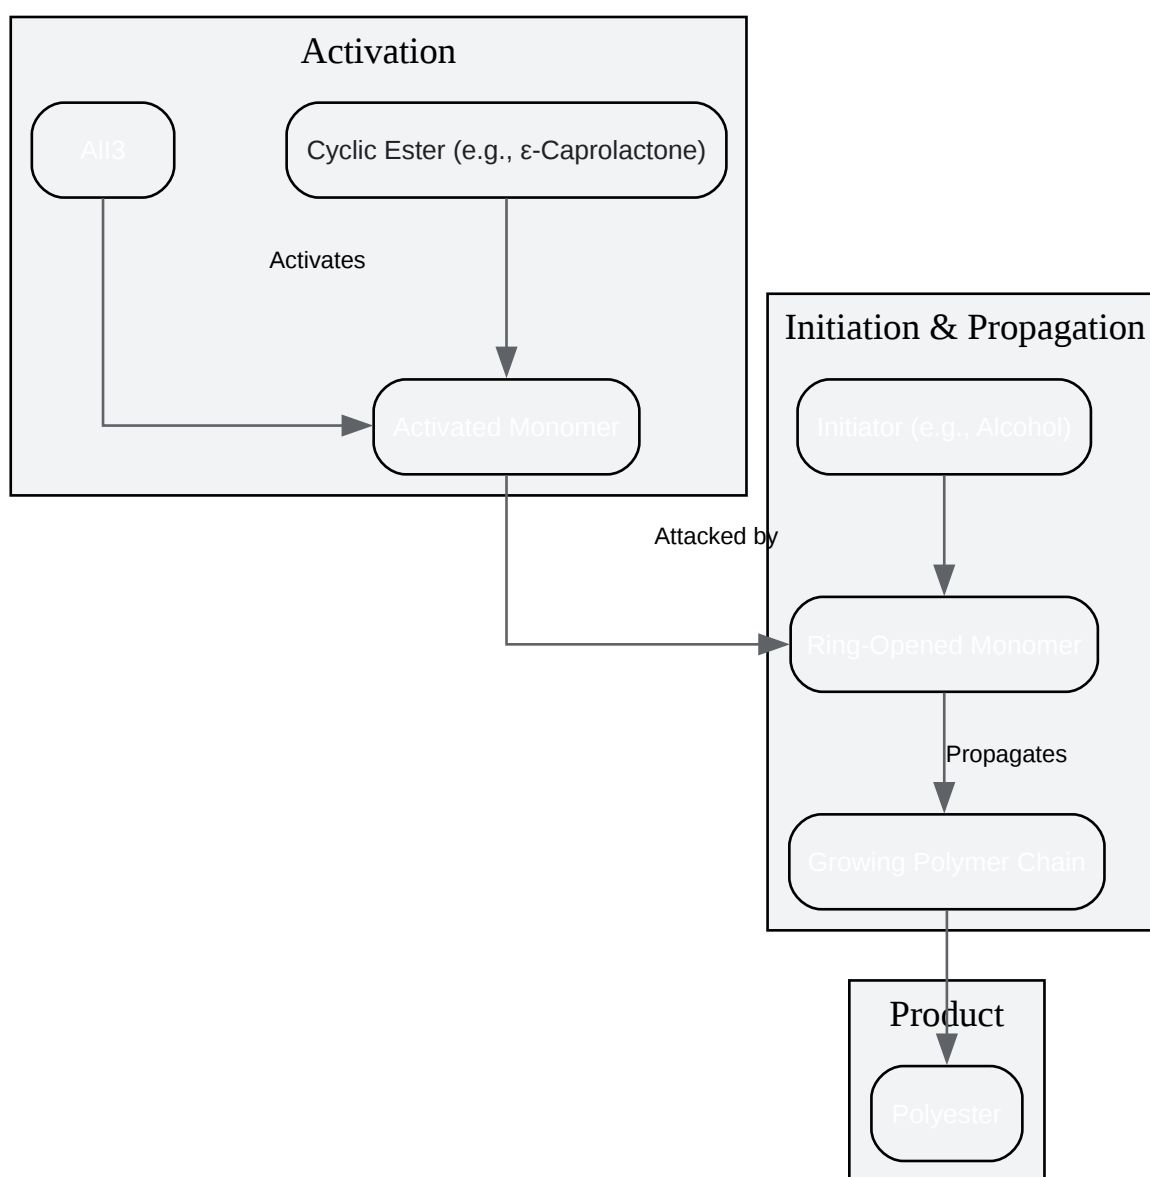 Activation
AlI3
Cyclic Ester (e.g., ε-Caprolactone)
Activates
Activated Monomer
Attacked by
Initiation & Propagation
Initiator (e.g., Alcohol)
Ring-Opened Monomer
Propagates
Growing Polymer Chain
Product
Polyester